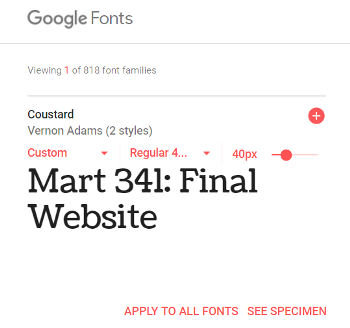 Google Fonts
Viewing 1 of 818 font families
Coustard
Vernon Adams (2 styles)
Custom Regular 4... 40px
Mart 341: Final
Website
APPLY TO ALL FONTS SEE SPECIMEN